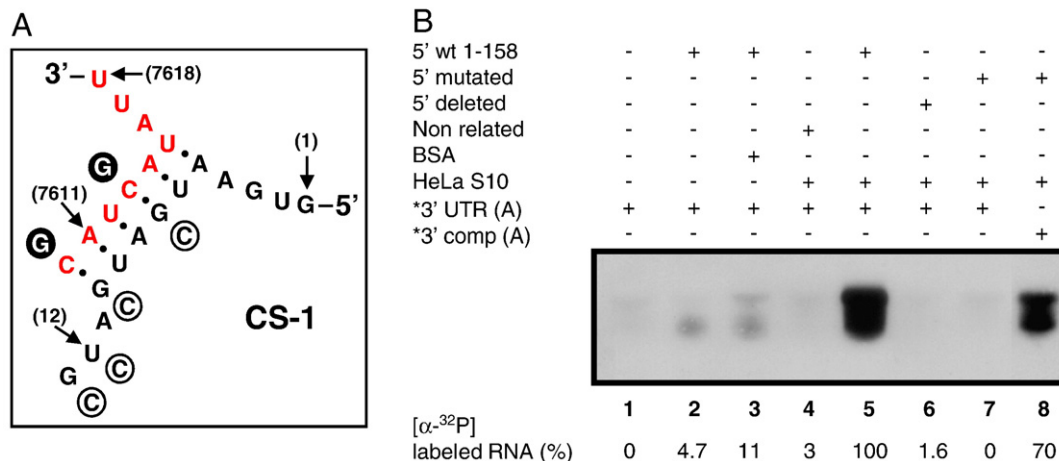 A
3'–U (7618)
U
A
U·A A G U G–5'
(1)
G A·U
C·G C
(7611) U·A
G A·U
C·G C
A
(12) U C
G C
CS-1
B
5' wt 1-158 - + + - + - - -
5' mutated - - - - - - + +
5' deleted - - - - - + - -
Non related - - - + - - - -
BSA - - + - - - - -
HeLa S10 - - - + + + + +
*3' UTR (A) + + + + + + + -
*3' comp (A) - - - - - - - +
1 2 3 4 5 6 7 8
[α-³²P]
labeled RNA (%) 0 4.7 11 3 100 1.6 0 70